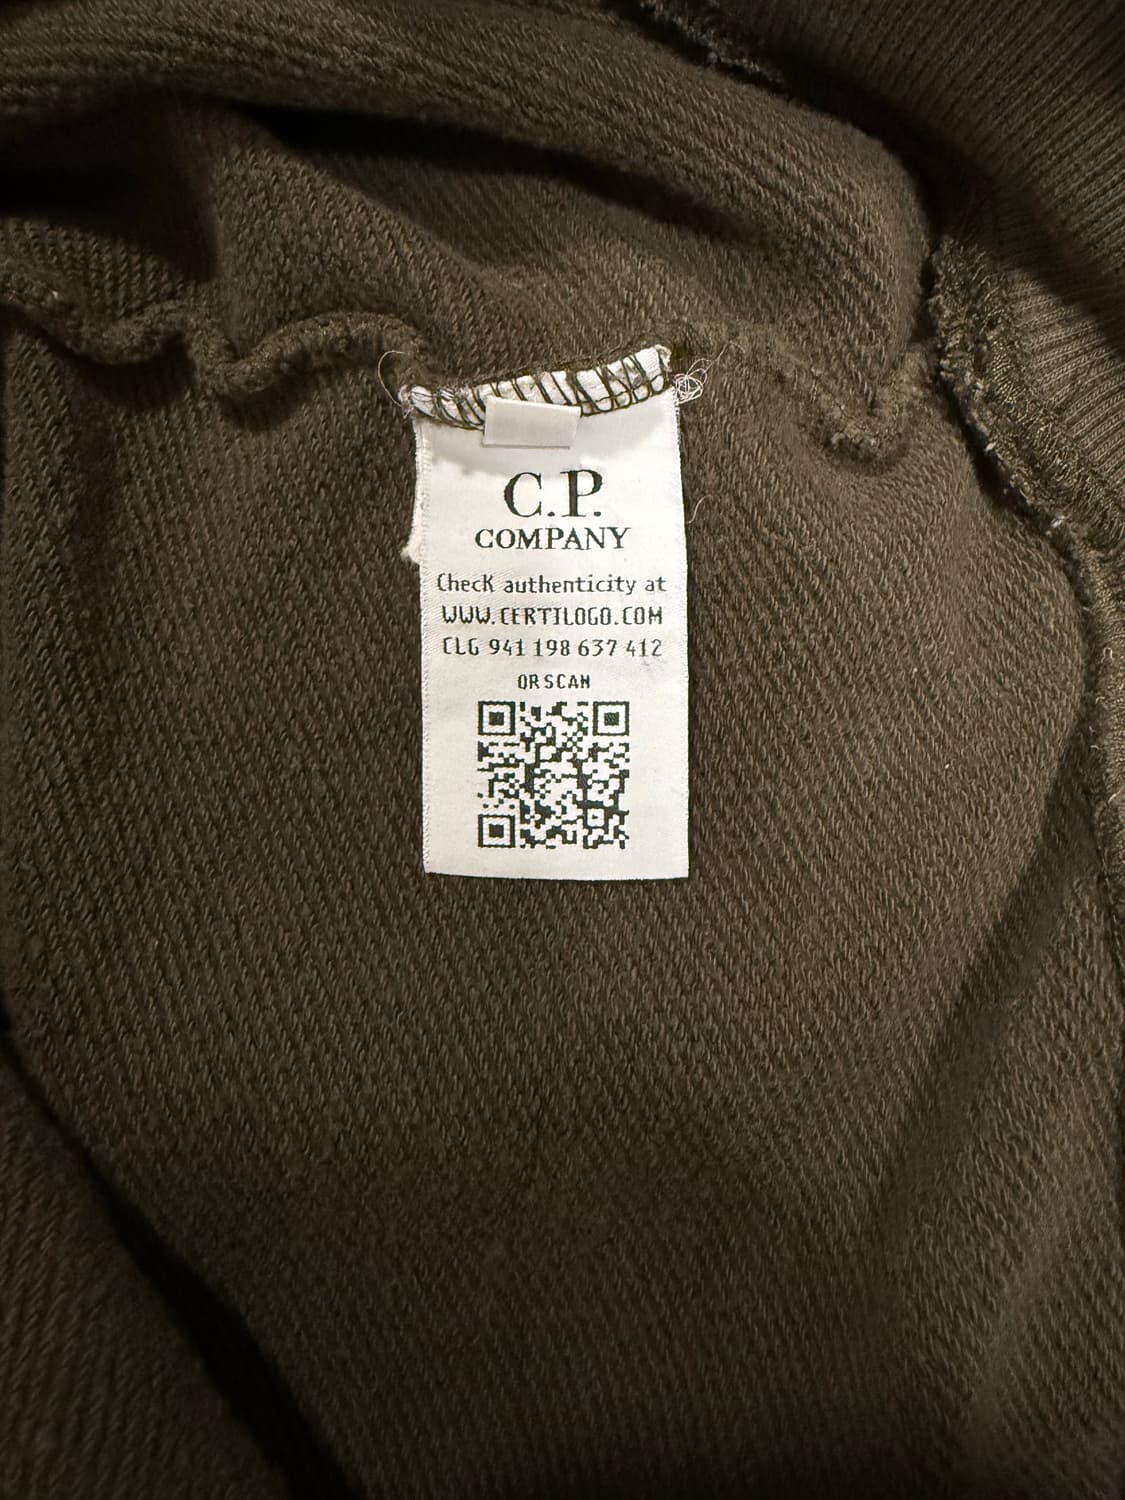 C.P.
COMPANY
Check authenticity at
WWW.CERTILOGO.COM
CLG 941 198 637 412
OR SCAN